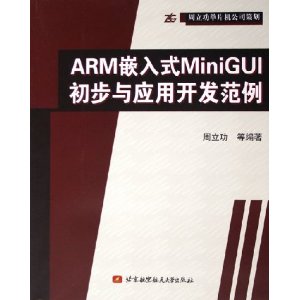 周立功单片机公司策划
ARM嵌入式MiniGUI
初步与应用开发范例
周立功 等编著
北京航空航天大学出版社